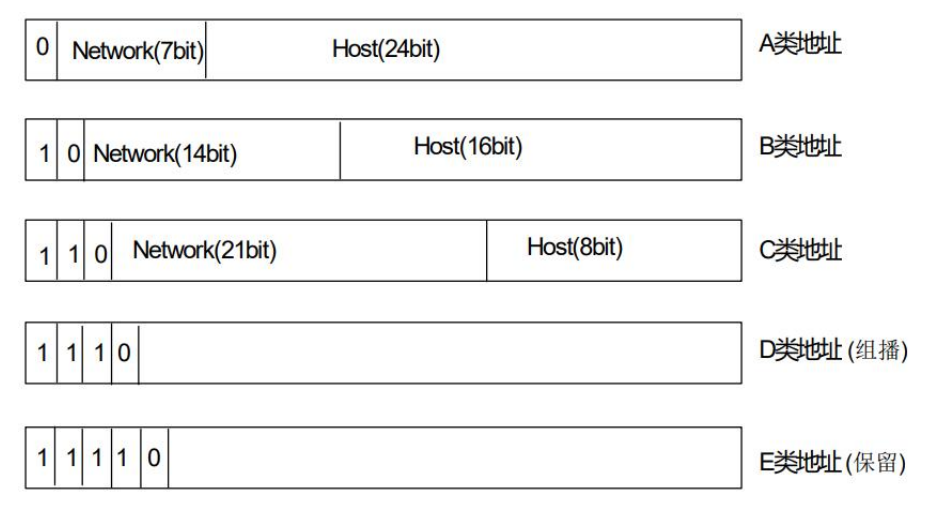 0 Network(7bit) Host(24bit) A类地址
1 0 Network(14bit) Host(16bit) B类地址
1 1 0 Network(21bit) Host(8bit) C类地址
1 1 1 0 D类地址(组播)
1 1 1 1 0 E类地址(保留)